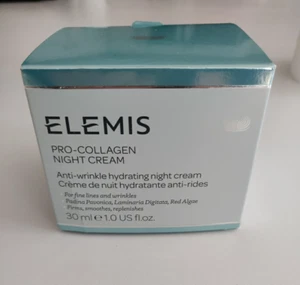 ELEMIS
PRO-COLLAGEN
NIGHT CREAM
Anti-wrinkle hydrating night cream
Crème de nuit hydratante anti-rides
For fine lines and wrinkles
Padina Pavonica, Laminaria Digitata, Red Algae
Firms, smoothes, replenishes
30 ml ℮ 1.0 US fl.oz.